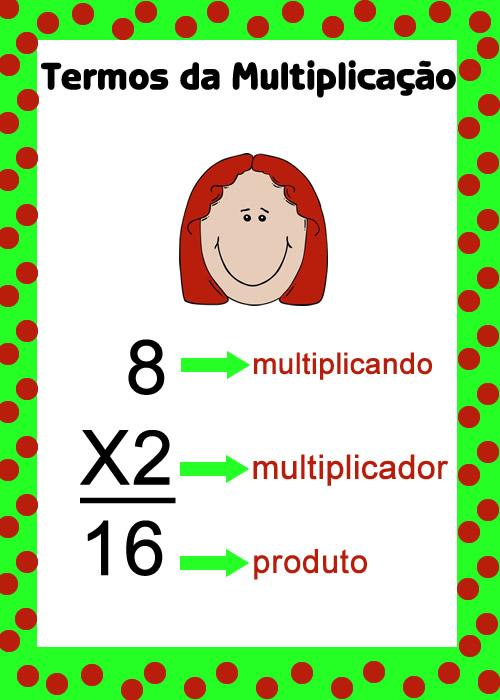 Termos da Multiplicação
8 multiplicando
X2 multiplicador
16 produto